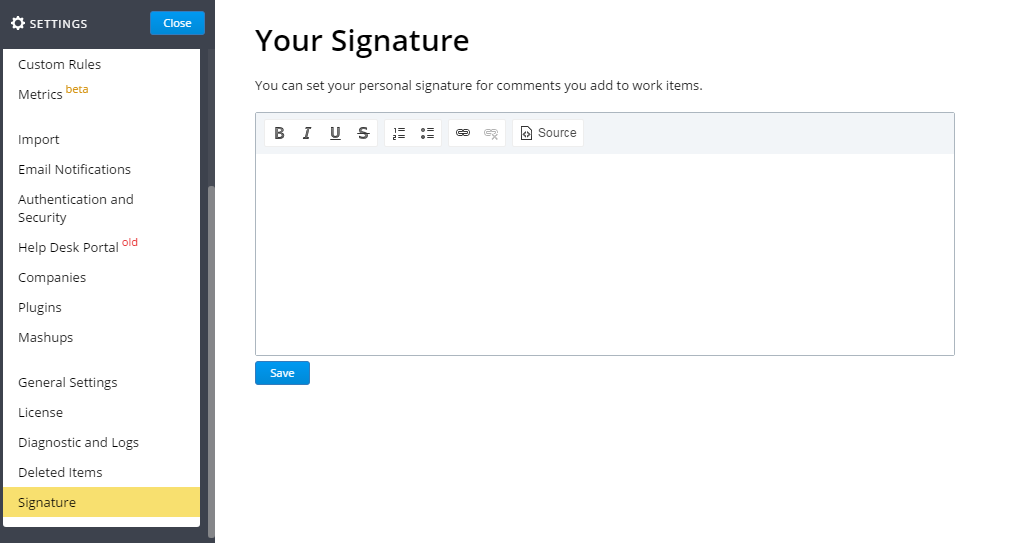 SETTINGS
Close
Custom Rules
Metrics beta
Import
Email Notifications
Authentication and
Security
Help Desk Portal old
Companies
Plugins
Mashups
General Settings
License
Diagnostic and Logs
Deleted Items
Signature
Your Signature
You can set your personal signature for comments you add to work items.
B I U S Source
Save